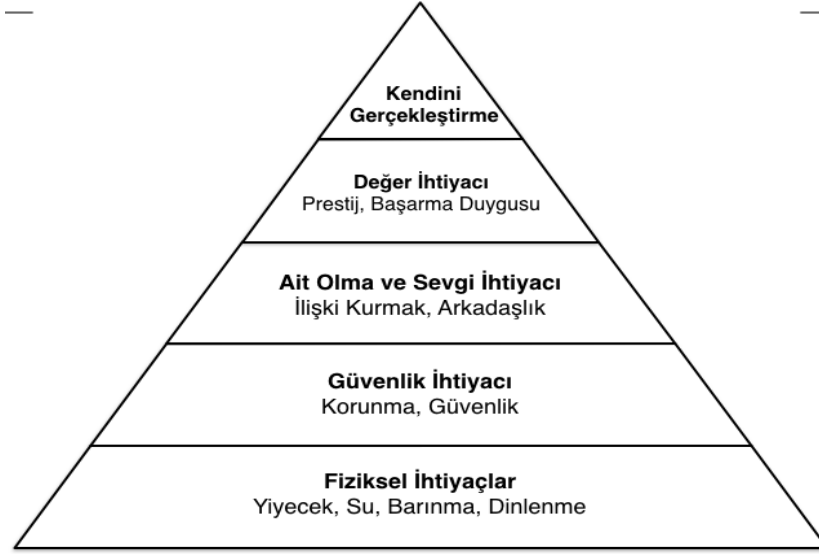 Kendini
Gerçekleştirme
Değer İhtiyacı
Prestij, Başarma Duygusu
Ait Olma ve Sevgi İhtiyacı
İlişki Kurmak, Arkadaşlık
Güvenlik İhtiyacı
Korunma, Güvenlik
Fiziksel İhtiyaçlar
Yiyecek, Su, Barınma, Dinlenme